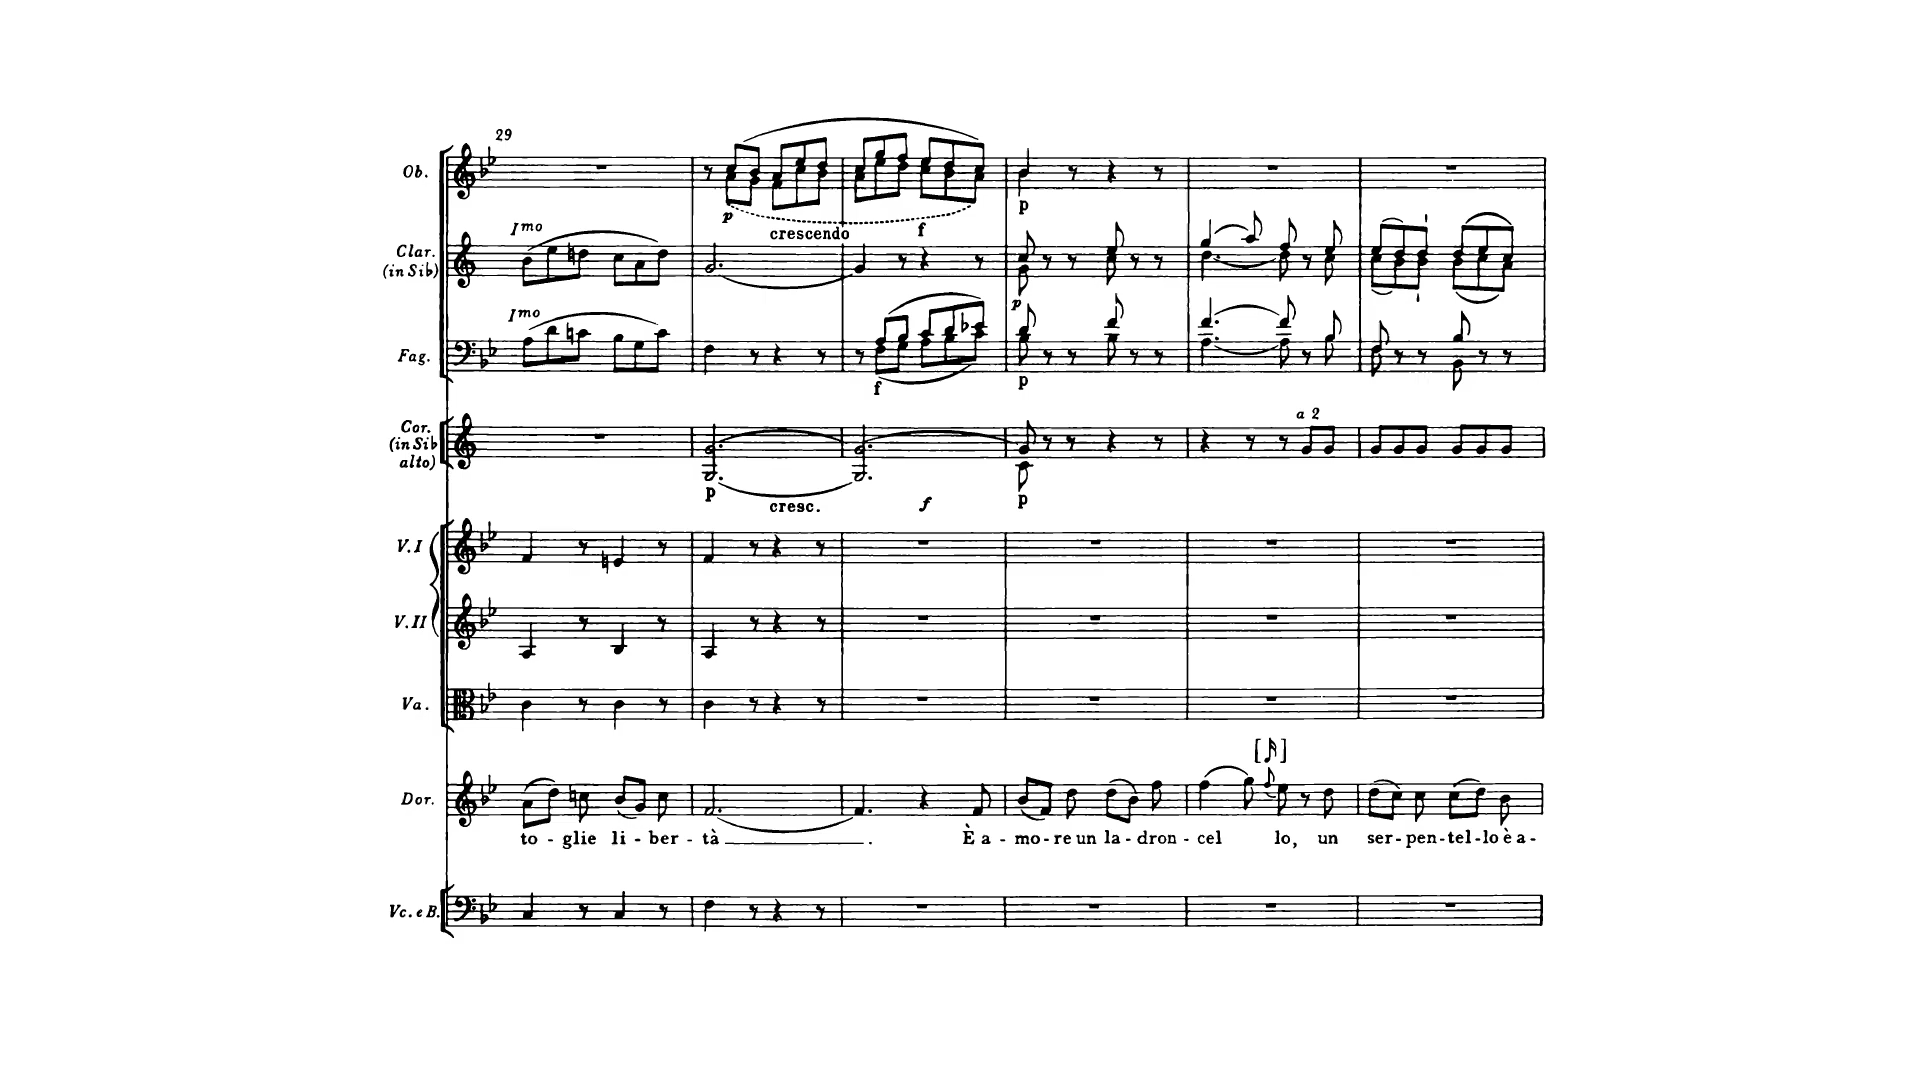 29
Ob.
p
crescendo
f
p
Imo
Clar.
(in Sib)
p
Imo
Fag.
f
p
a 2
Cor.
(in Sib
alto)
p
cresc.
f
p
V.I
V.II
Va.
[ ]
Dor.
to - glie li - ber - tà . È a - mo - re un la - dron - cel lo, un ser - pen - tel - lo è a -
Vc. e B.